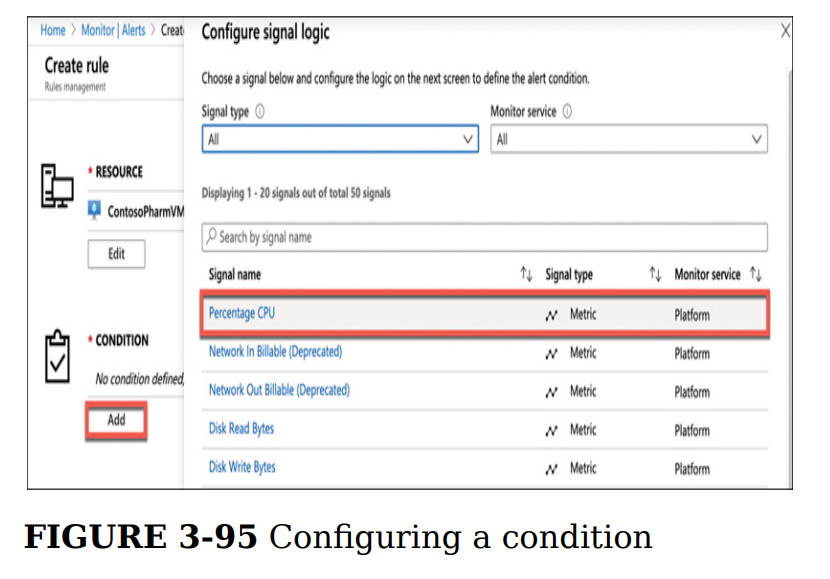 Home > Monitor | Alerts > Creat
Configure signal logic
Create rule
Rules management
Choose a signal below and configure the logic on the next screen to define the alert condition.
Signal type
Monitor service
All
All
* RESOURCE
ContosoPharmVM
Edit
Displaying 1 - 20 signals out of total 50 signals
Search by signal name
Signal name Signal type Monitor service
Percentage CPU Metric Platform
Network In Billable (Deprecated) Metric Platform
Network Out Billable (Deprecated) Metric Platform
Disk Read Bytes Metric Platform
Disk Write Bytes Metric Platform
* CONDITION
No condition defined,
Add
FIGURE 3-95 Configuring a condition